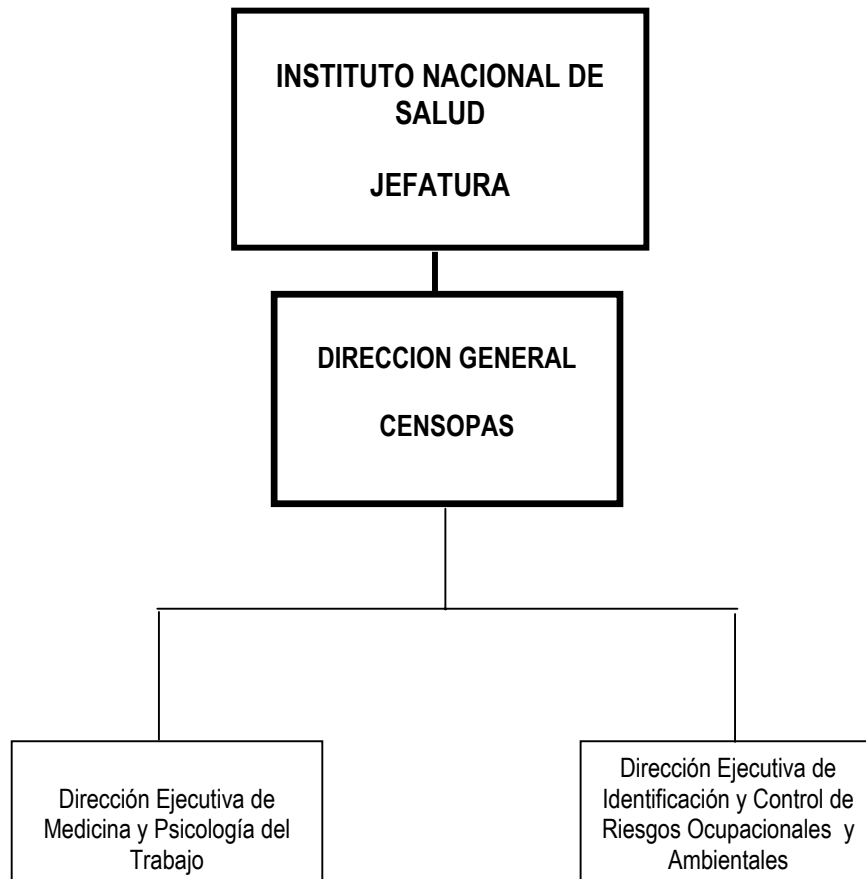 INSTITUTO NACIONAL DE
SALUD
JEFATURA
DIRECCION GENERAL
CENSOPAS
Dirección Ejecutiva de
Medicina y Psicología del
Trabajo
Dirección Ejecutiva de
Identificación y Control de
Riesgos Ocupacionales y
Ambientales